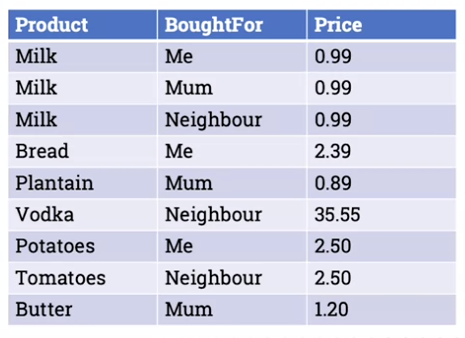 Product BoughtFor Price
Milk Me 0.99
Milk Mum 0.99
Milk Neighbour 0.99
Bread Me 2.39
Plantain Mum 0.89
Vodka Neighbour 35.55
Potatoes Me 2.50
Tomatoes Neighbour 2.50
Butter Mum 1.20